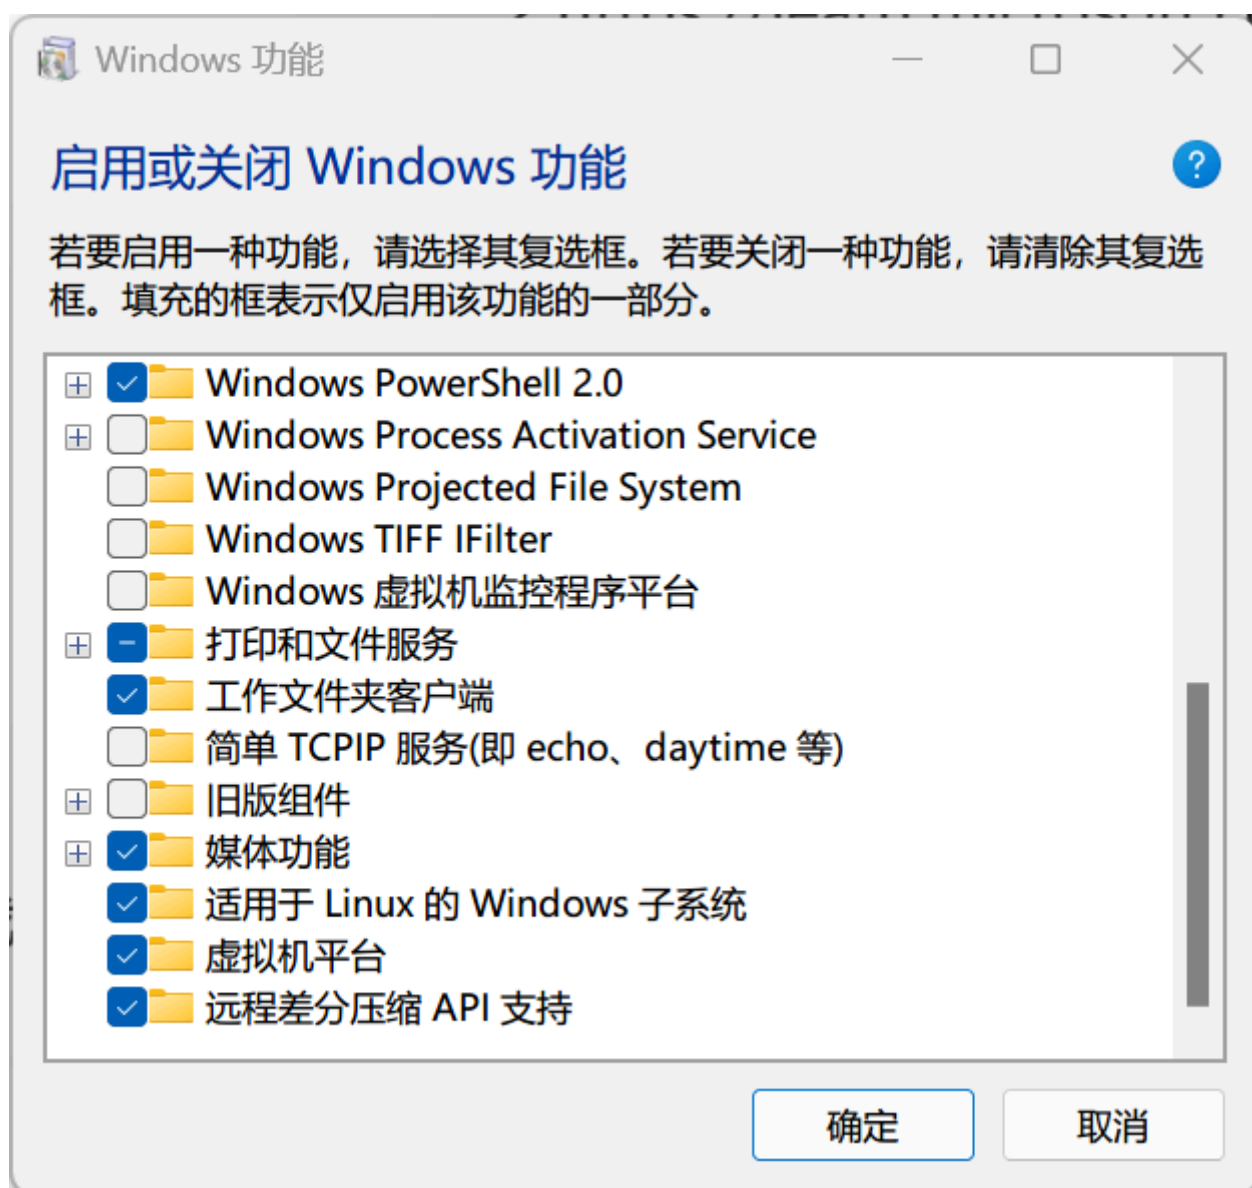 Windows 功能
启用或关闭 Windows 功能
若要启用一种功能，请选择其复选框。若要关闭一种功能，请清除其复选
框。填充的框表示仅启用该功能的一部分。
Windows PowerShell 2.0
Windows Process Activation Service
Windows Projected File System
Windows TIFF IFilter
Windows 虚拟机监控程序平台
打印和文件服务
工作文件夹客户端
简单 TCPIP 服务(即 echo、daytime 等)
旧版组件
媒体功能
适用于 Linux 的 Windows 子系统
虚拟机平台
远程差分压缩 API 支持
确定
取消